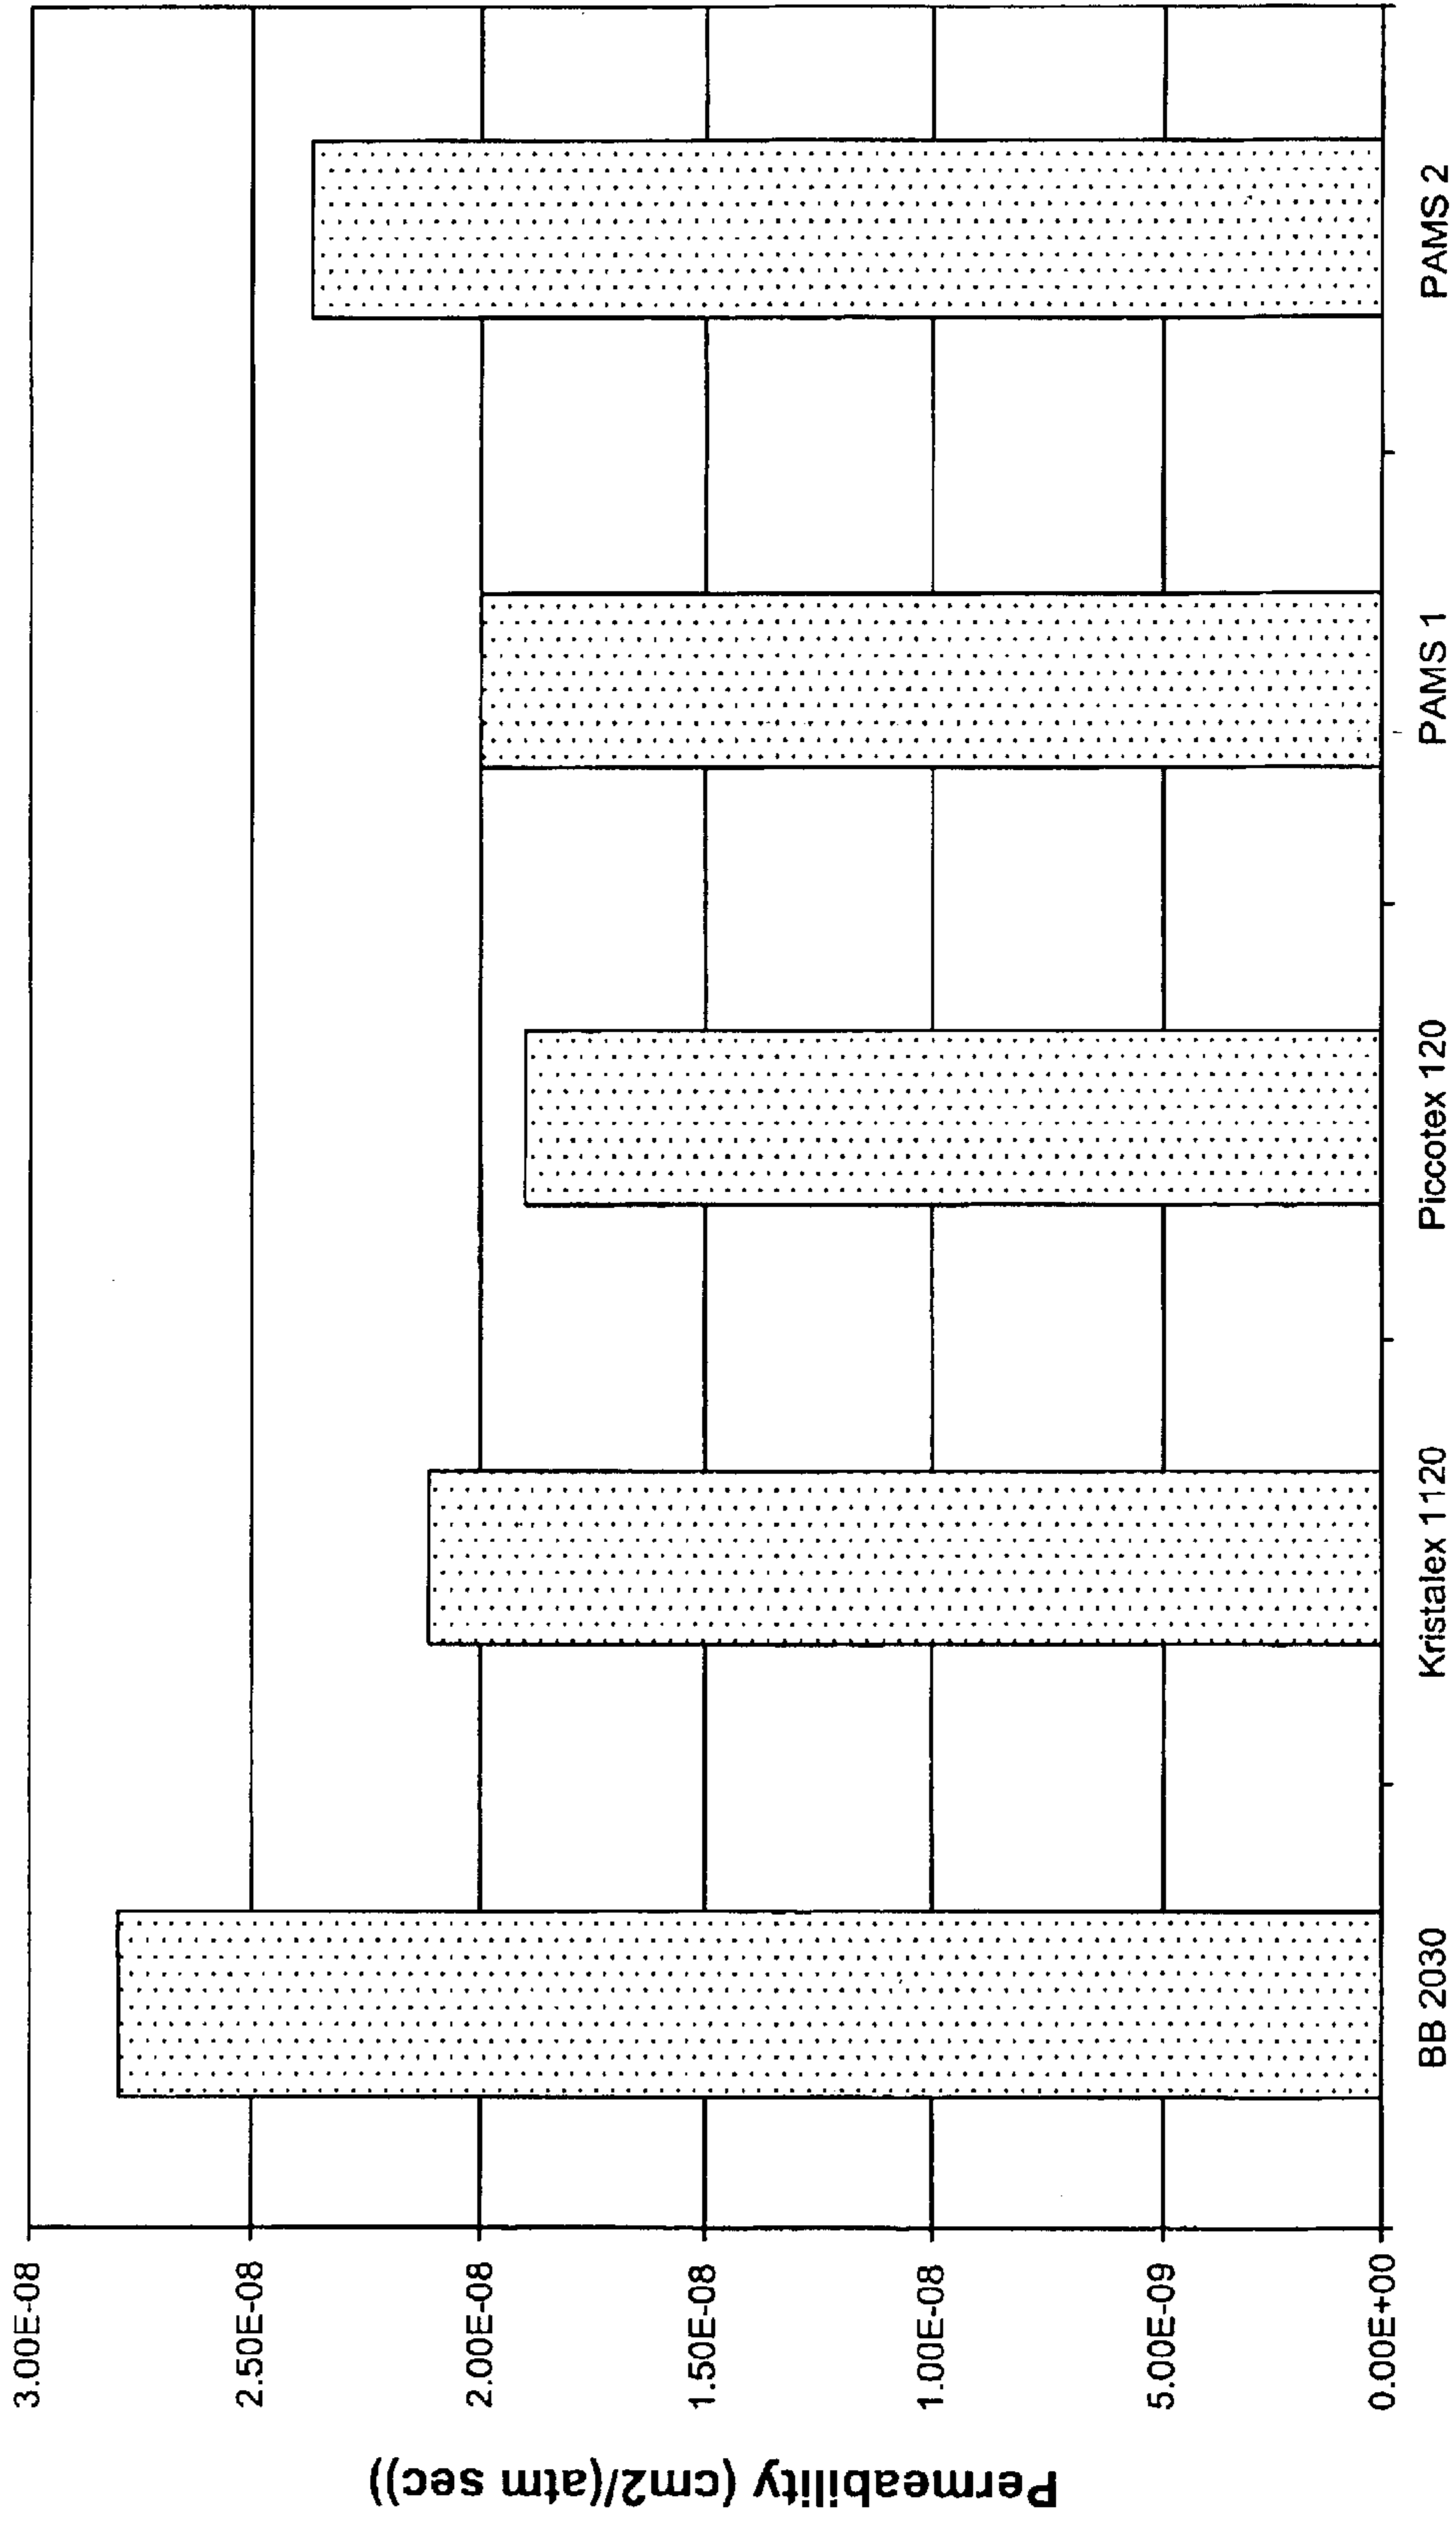 Permeability (cm2/(atm sec))
3.00E-08
2.50E-08
2.00E-08
1.50E-08
1.00E-08
5.00E-09
0.00E+00
BB 2030
Kristalex 1120
Piccotex 120
PAMS 1
PAMS 2